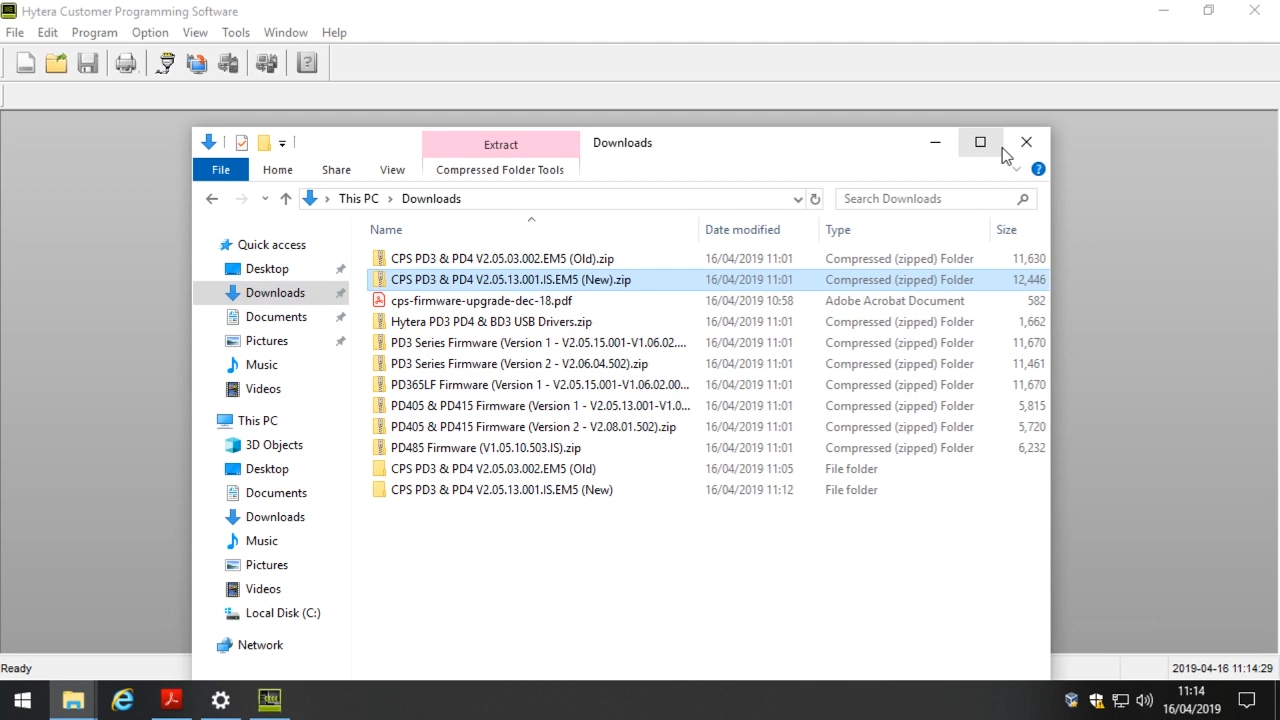 Hytera Customer Programming Software
File Edit Program Option View Tools Window Help
Extract Downloads
File Home Share View Compressed Folder Tools
This PC Downloads Search Downloads
Name Date modified Type Size
Quick access
Desktop
Downloads
Documents
Pictures
Music
Videos
This PC
3D Objects
Desktop
Documents
Downloads
Music
Pictures
Videos
Local Disk (C:)
Network
CPS PD3 & PD4 V2.05.03.002.EM5 (Old).zip 16/04/2019 11:01 Compressed (zipped) Folder 11,630
CPS PD3 & PD4 V2.05.13.001.IS.EM5 (New).zip 16/04/2019 11:01 Compressed (zipped) Folder 12,446
cps-firmware-upgrade-dec-18.pdf 16/04/2019 10:58 Adobe Acrobat Document 582
Hytera PD3 PD4 & BD3 USB Drivers.zip 16/04/2019 11:01 Compressed (zipped) Folder 1,662
PD3 Series Firmware (Version 1 - V2.05.15.001-V1.06.02.... 16/04/2019 11:01 Compressed (zipped) Folder 11,670
PD3 Series Firmware (Version 2 - V2.06.04.502).zip 16/04/2019 11:01 Compressed (zipped) Folder 11,461
PD365LF Firmware (Version 1 - V2.05.15.001-V1.06.02.00... 16/04/2019 11:01 Compressed (zipped) Folder 11,670
PD405 & PD415 Firmware (Version 1 - V2.05.13.001-V1.0... 16/04/2019 11:01 Compressed (zipped) Folder 5,815
PD405 & PD415 Firmware (Version 2 - V2.08.01.502).zip 16/04/2019 11:01 Compressed (zipped) Folder 5,720
PD485 Firmware (V1.05.10.503.IS).zip 16/04/2019 11:01 Compressed (zipped) Folder 6,232
CPS PD3 & PD4 V2.05.03.002.EM5 (Old) 16/04/2019 11:05 File folder
CPS PD3 & PD4 V2.05.13.001.IS.EM5 (New) 16/04/2019 11:12 File folder
Ready 2019-04-16 11:14:29
11:14
16/04/2019